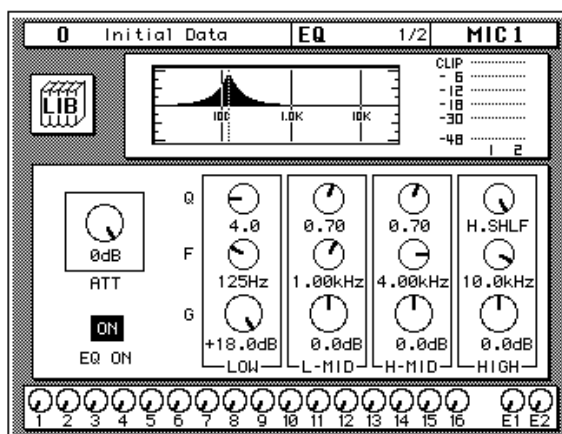 0 Initial Data EQ 1/2 MIC 1
LIB
100 1.0K 10K
CLIP
- 6
-12
-18
-30
-48
1 2
0dB
ATT
ON
EQ ON
Q 4.0 0.70 0.70 H.SHLF
F 125Hz 1.00kHz 4.00kHz 10.0kHz
G +18.0dB 0.0dB 0.0dB 0.0dB
LOW L-MID H-MID HIGH
1 2 3 4 5 6 7 8 9 10 11 12 13 14 15 16 E1 E2